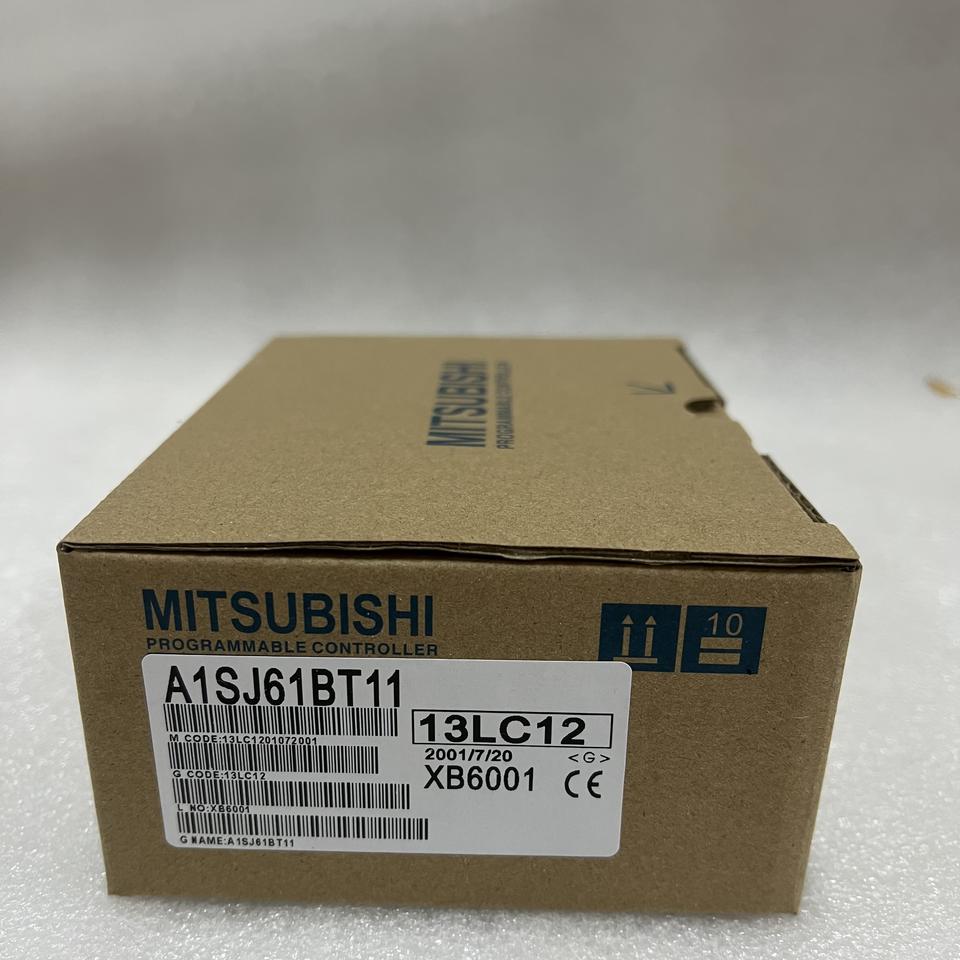 MITSUBISHI
PROGRAMMABLE CONTROLLER
MITSUBISHI
PROGRAMMABLE CONTROLLER
10
A1SJ61BT11
M CODE:13LC1201072001
G CODE:13LC12
L NO:XB6001
G NAME:A1SJ61BT11
13LC12
2001/7/20 <G>
XB6001 CE